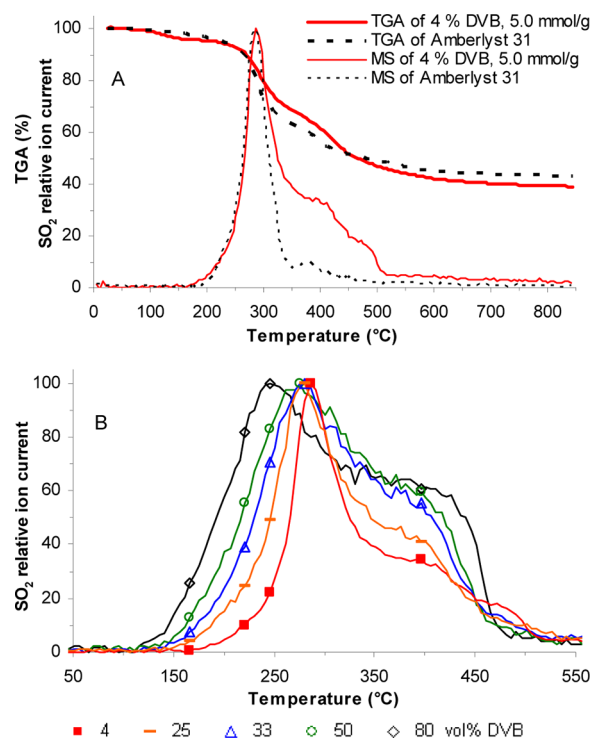 A
TGA of 4 % DVB, 5.0 mmol/g
TGA of Amberlyst 31
MS of 4 % DVB, 5.0 mmol/g
MS of Amberlyst 31
TGA (%)
SO2 relative ion current
100
80
60
40
20
0
0 100 200 300 400 500 600 700 800
Temperature (°C)
B
SO2 relative ion current
100
80
60
40
20
0
50 150 250 350 450 550
Temperature (°C)
4 25 33 50 80 vol% DVB